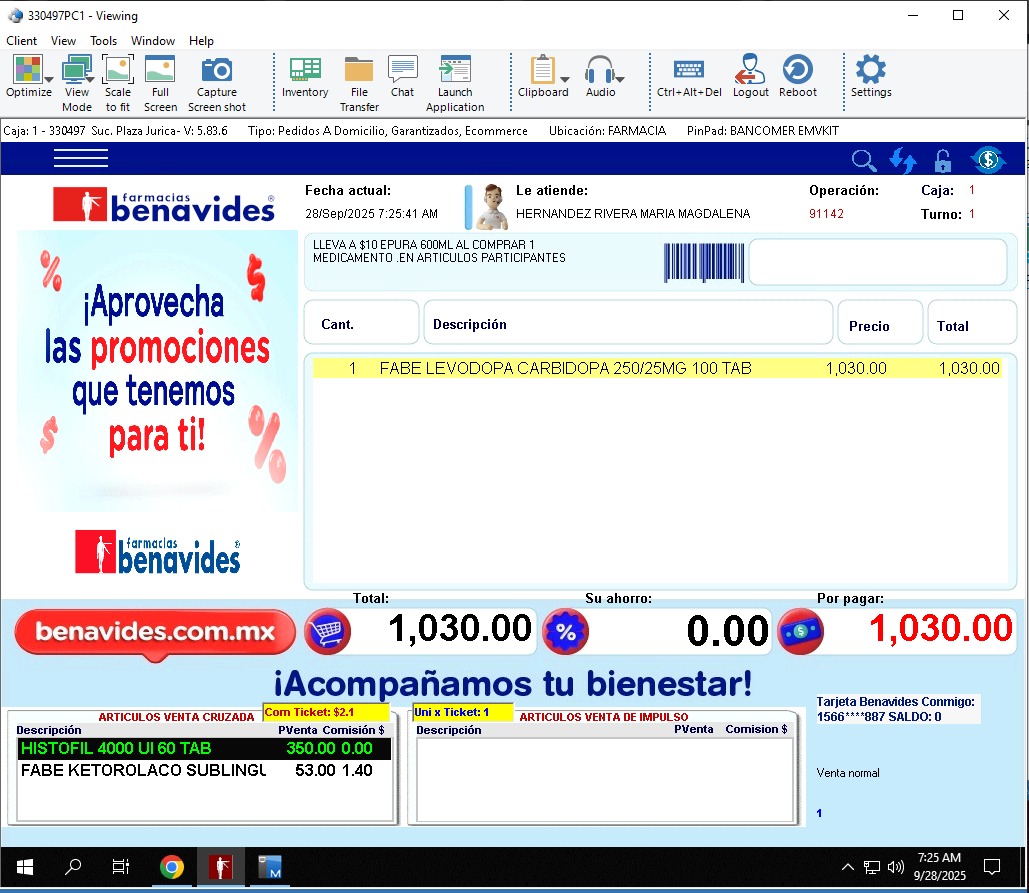 330497PC1 - Viewing
Client View Tools Window Help
Optimize View Mode Scale to fit Full Screen Capture Screen shot Inventory File Transfer Chat Launch Application Clipboard Audio Ctrl+Alt+Del Logout Reboot Settings
Caja: 1 - 330497 Suc. Plaza Jurica- V: 5.83.6 Tipo: Pedidos A Domicilio, Garantizados, Ecommerce Ubicación: FARMACIA PinPad: BANCOMER EMVKIT
farmacias
benavides®
Fecha actual: Le atiende: Operación: Caja: 1
28/Sep/2025 7:25:41 AM HERNANDEZ RIVERA MARIA MAGDALENA 91142 Turno: 1
LLEVA A $10 EPURA 600ML AL COMPRAR 1
MEDICAMENTO .EN ARTICULOS PARTICIPANTES
¡Aprovecha
las promociones
que tenemos
para ti!
farmacias
benavides®
Cant. Descripción Precio Total
1 FABE LEVODOPA CARBIDOPA 250/25MG 100 TAB 1,030.00 1,030.00
Total: Su ahorro: Por pagar:
benavides.com.mx 1,030.00 % 0.00 $ 1,030.00
¡Acompañamos tu bienestar!
ARTICULOS VENTA CRUZADA Com Ticket: $2.1
Descripción PVenta Comisión $
HISTOFIL 4000 UI 60 TAB 350.00 0.00
FABE KETOROLACO SUBLINGU 53.00 1.40
Uni x Ticket: 1 ARTICULOS VENTA DE IMPULSO
Descripción PVenta Comision $
Tarjeta Benavides Conmigo:
1566****887 SALDO: 0
Venta normal
1
7:25 AM
9/28/2025